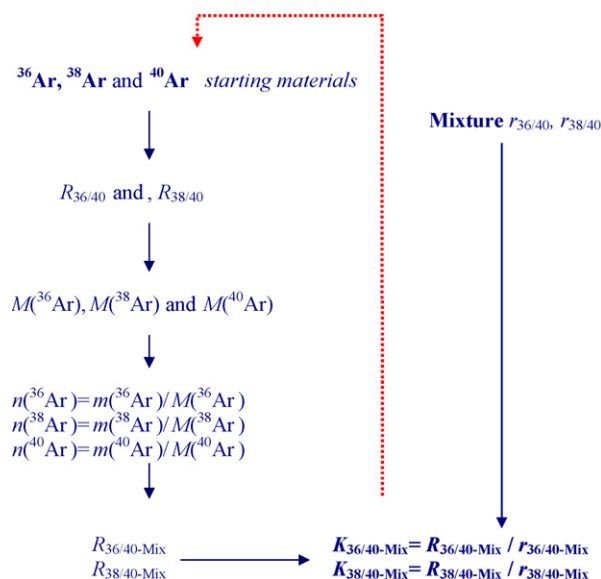 ³⁶Ar, ³⁸Ar and ⁴⁰Ar starting materials
Mixture r₃₆/₄₀, r₃₈/₄₀
R₃₆/₄₀ and , R₃₈/₄₀
M(³⁶Ar), M(³⁸Ar) and M(⁴⁰Ar)
n(³⁶Ar)=m(³⁶Ar)/M(³⁶Ar)
n(³⁸Ar)=m(³⁸Ar)/M(³⁸Ar)
n(⁴⁰Ar)=m(⁴⁰Ar)/M(⁴⁰Ar)
R36/40-Mix
R38/40-Mix
K36/40-Mix= R36/40-Mix / r36/40-Mix
K38/40-Mix= R38/40-Mix / r38/40-Mix